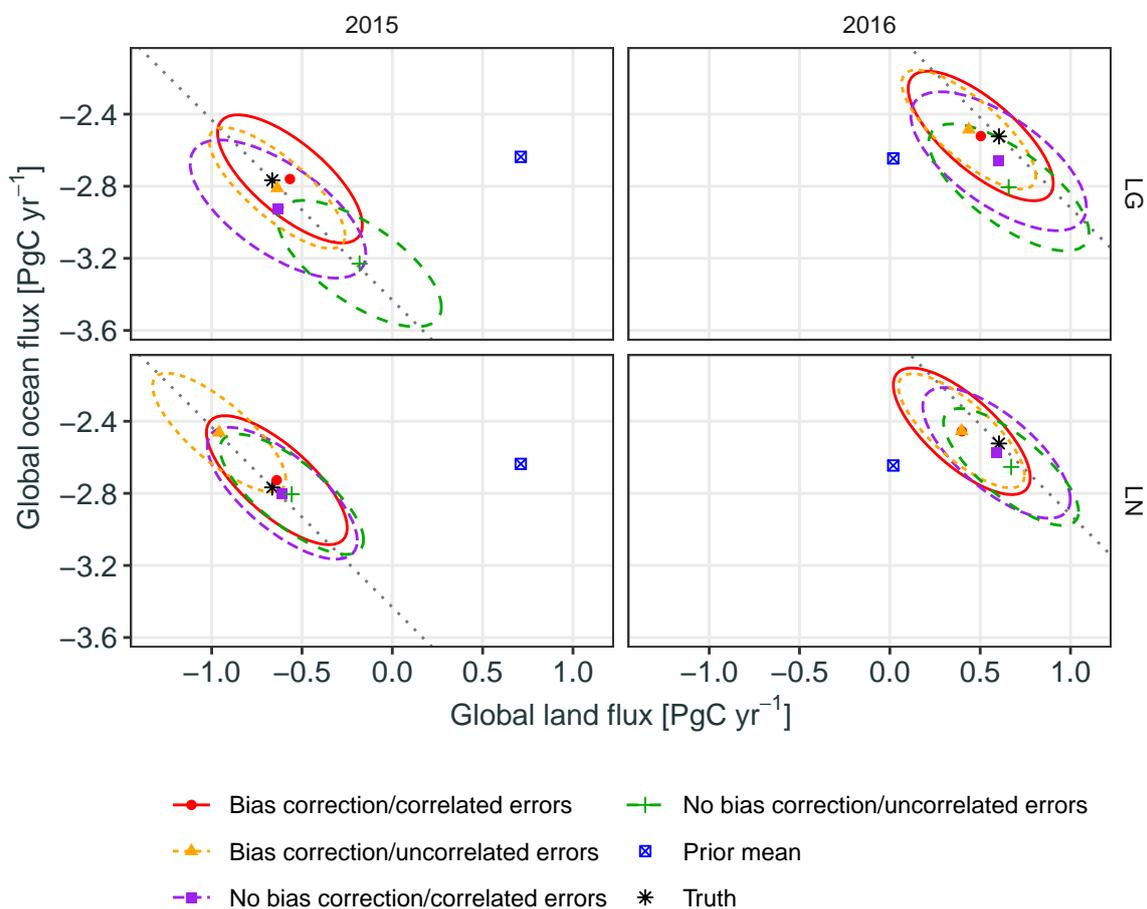 2015 2016
−2.4
−2.8
−3.2
−3.6
LG
−2.4
−2.8
−3.2
−3.6
LN
Global ocean flux [PgC yr−1]
−1.0 −0.5 0.0 0.5 1.0 −1.0 −0.5 0.0 0.5 1.0
Global land flux [PgC yr−1]
Bias correction/correlated errors No bias correction/uncorrelated errors
Bias correction/uncorrelated errors Prior mean
No bias correction/correlated errors Truth